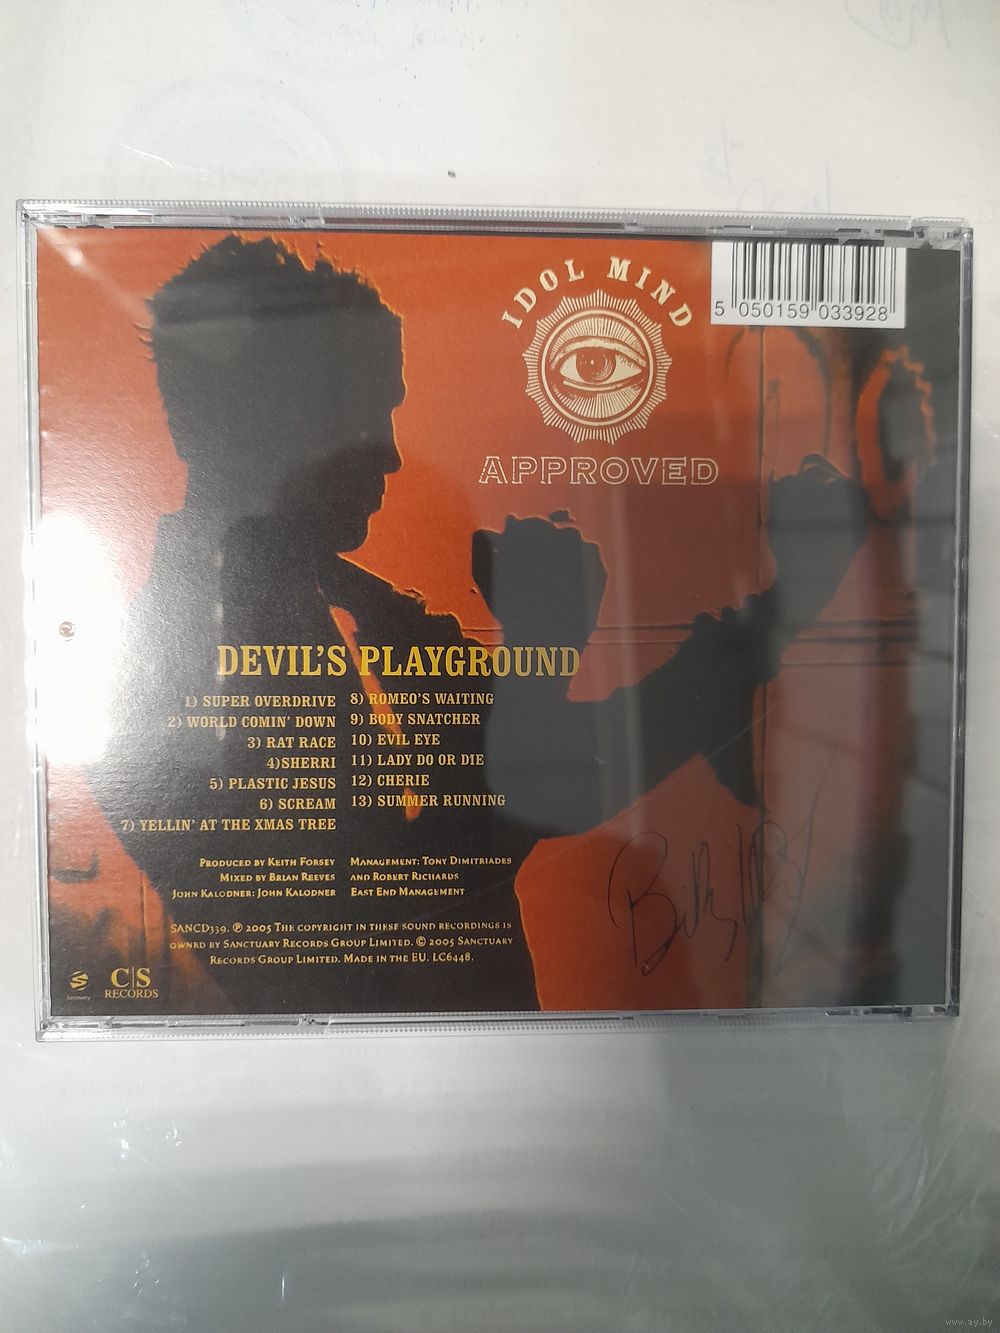 IDOL MIND
APPROVED
5 050159 033928
DEVIL'S PLAYGROUND
1) SUPER OVERDRIVE
2) WORLD COMIN' DOWN
3) RAT RACE
4)SHERRI
5) PLASTIC JESUS
6) SCREAM
7) YELLIN' AT THE XMAS TREE
8) ROMEO'S WAITING
9) BODY SNATCHER
10) EVIL EYE
11) LADY DO OR DIE
12) CHERIE
13) SUMMER RUNNING
PRODUCED BY KEITH FORSEY
MIXED BY BRIAN REEVES
JOHN KALODNER: JOHN KALODNER
MANAGEMENT: TONY DIMITRIADES
AND ROBERT RICHARDS
EAST END MANAGEMENT
SANCD339. ℗ 2005 THE COPYRIGHT IN THESE SOUND RECORDINGS IS
OWNED BY SANCTUARY RECORDS GROUP LIMITED. © 2005 SANCTUARY
RECORDS GROUP LIMITED. MADE IN THE EU. LC6448.
Sanctuary
C|S
RECORDS
Billy
www.ay.by